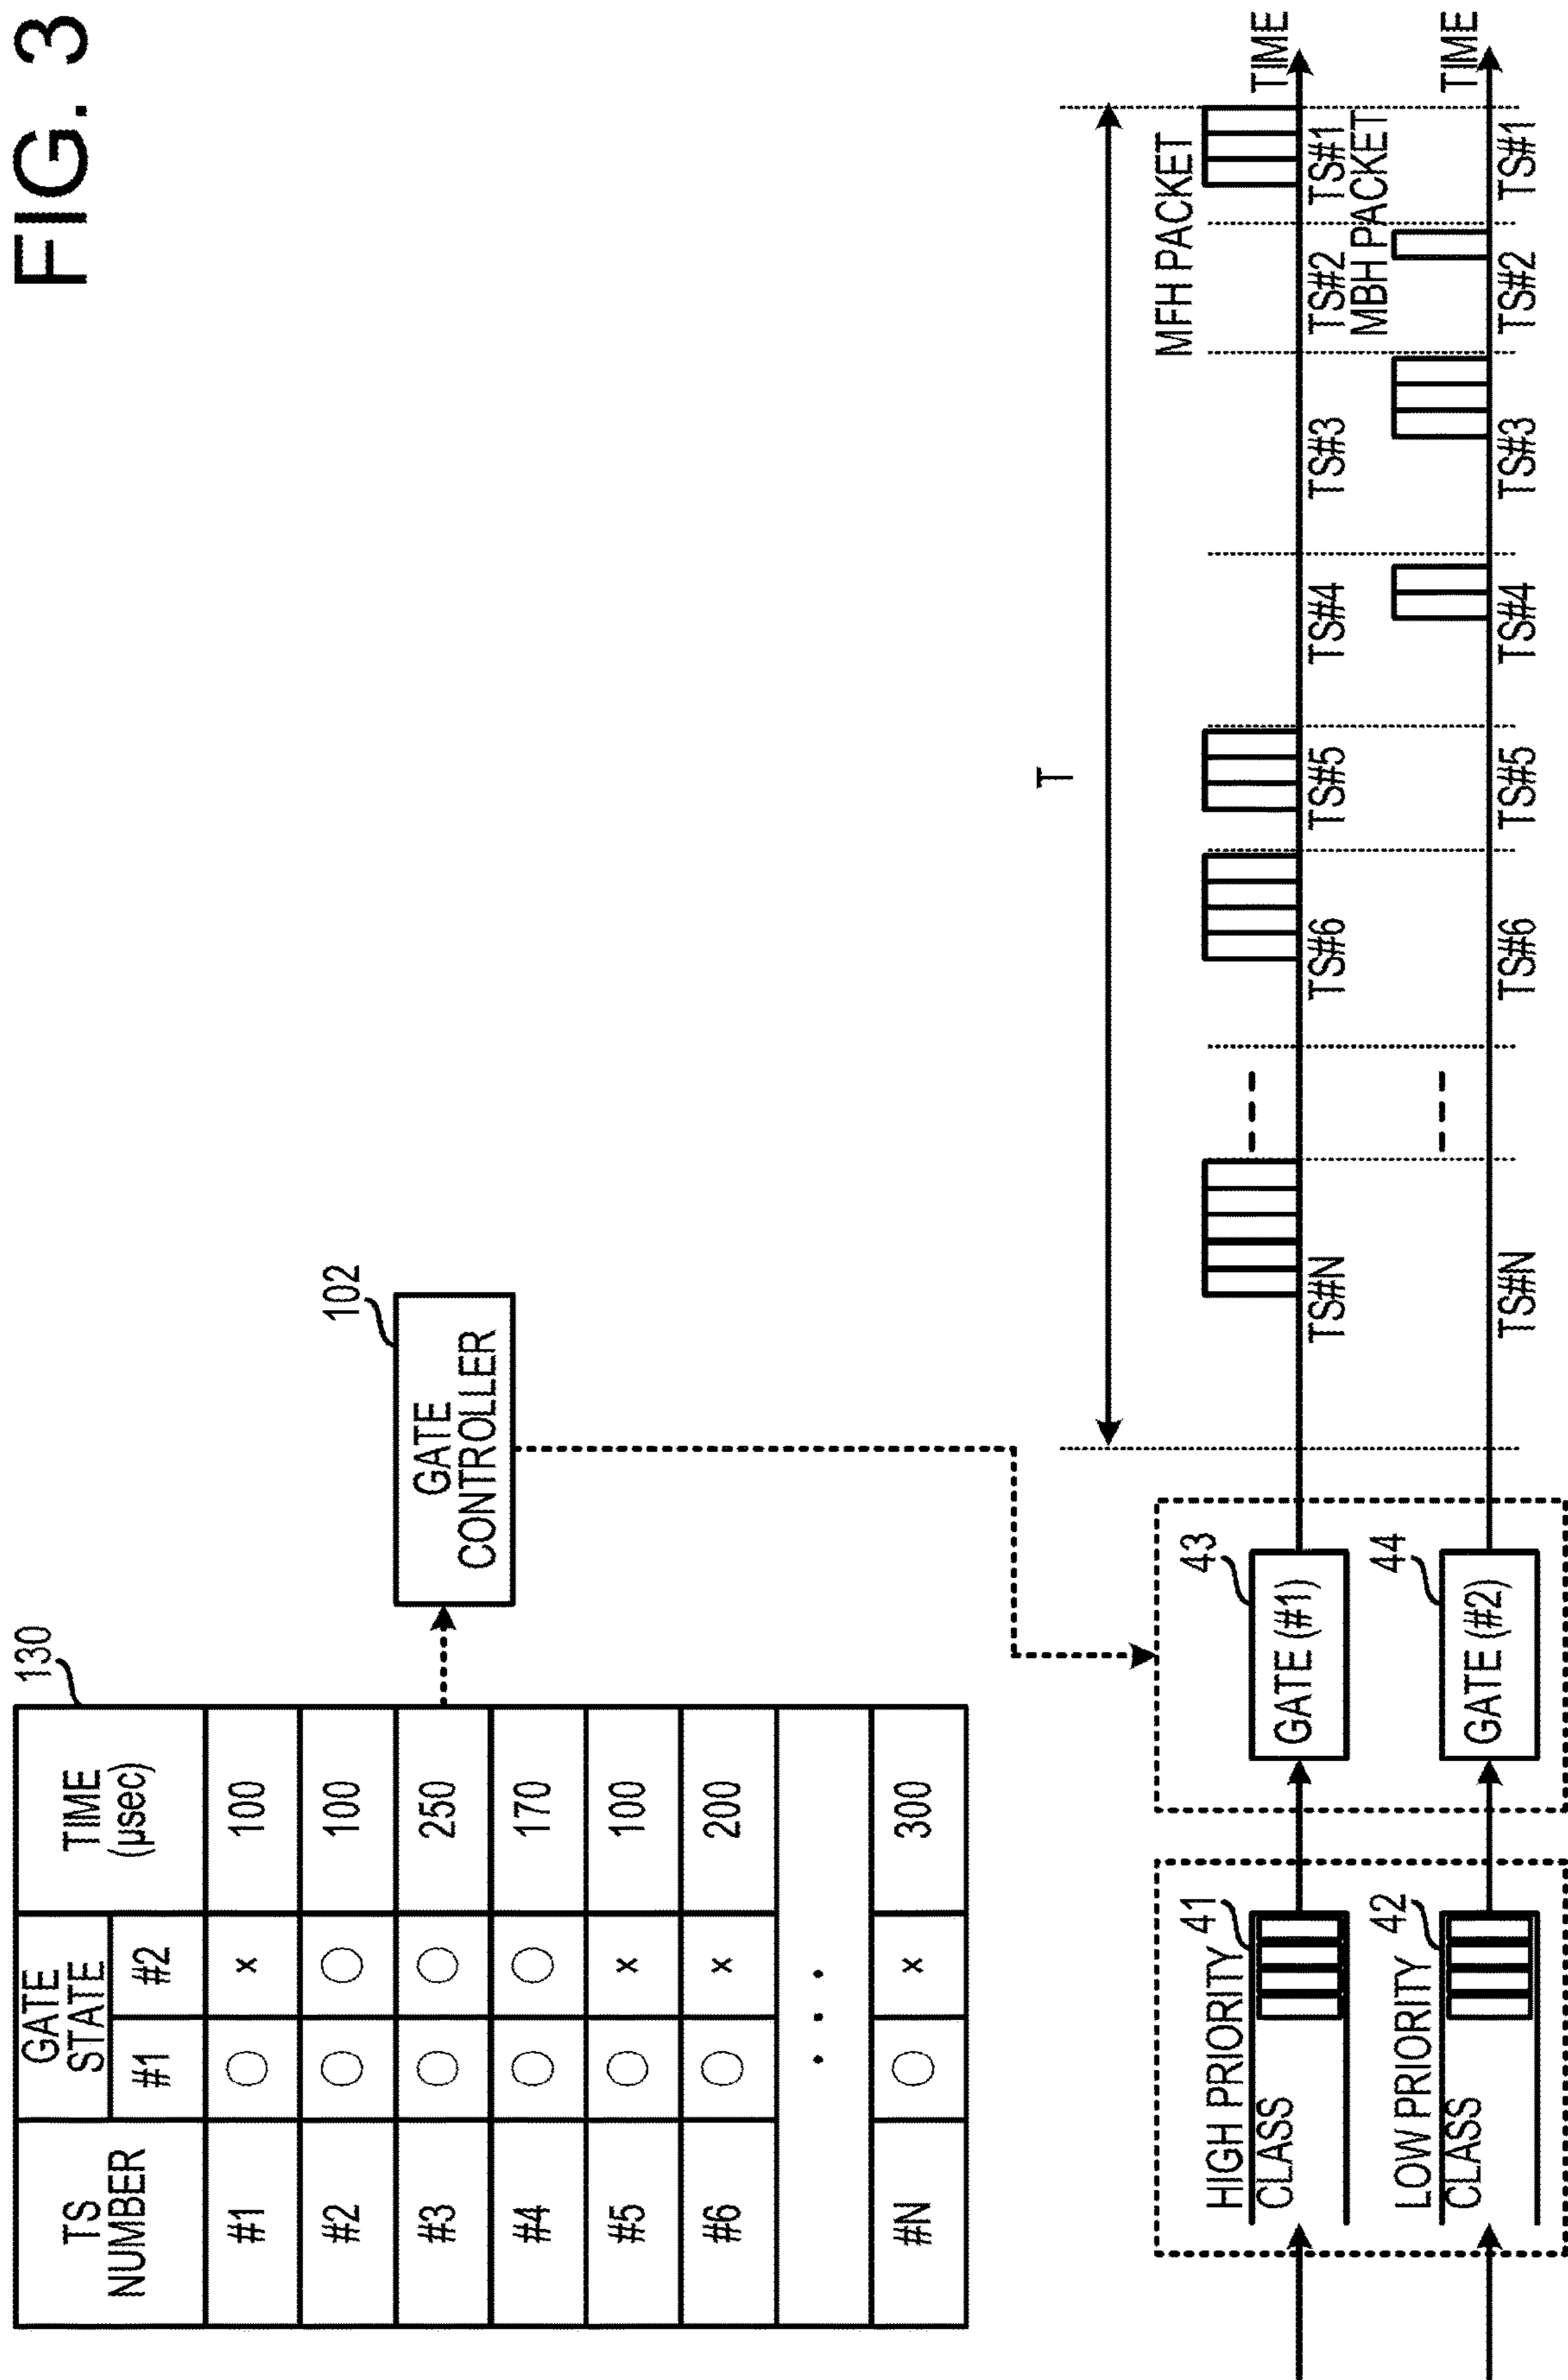 FIG. 3
130
TS NUMBER
GATE STATE
TIME (µsec)
#1 #2
#1 ○ × 100
#2 ○ ○ 100
#3 ○ ○ 250
#4 ○ ○ 170
#5 ○ × 100
#6 ○ × 200
#N ○ × 300
102
GATE
CONTROLLER
T
HIGH PRIORITY
CLASS
41
43
GATE (#1)
MFH PACKET
TS#N TS#6 TS#5 TS#4 TS#3 TS#2 TS#1
TIME
LOW PRIORITY
CLASS
42
44
GATE (#2)
MBH PACKET
TS#N TS#6 TS#5 TS#4 TS#3 TS#2 TS#1
TIME